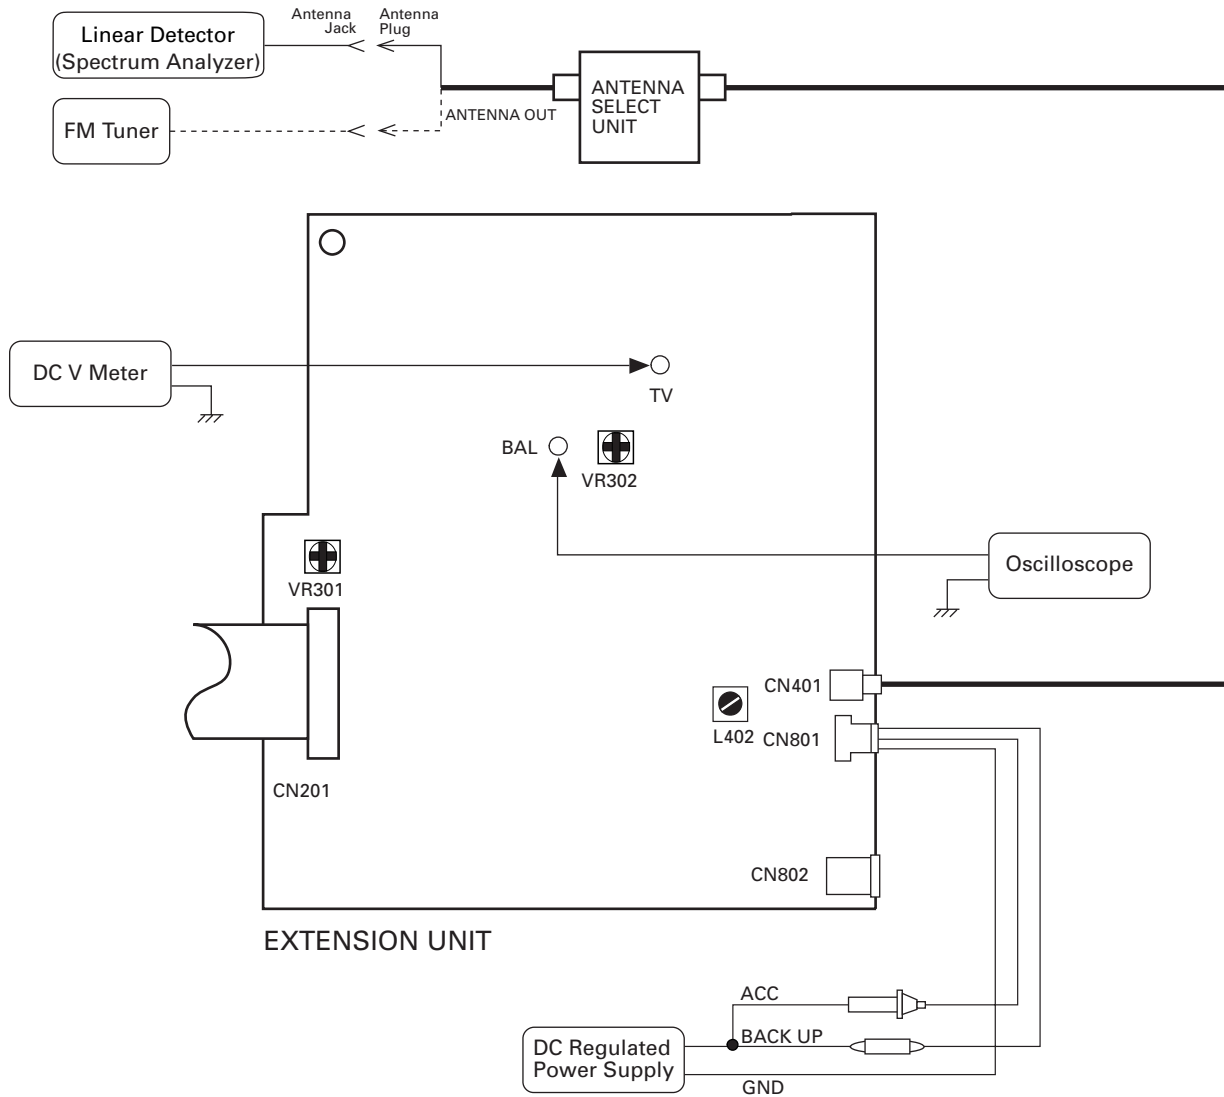 Linear Detector
(Spectrum Analyzer)
Antenna
Jack
Antenna
Plug
FM Tuner
ANTENNA OUT
ANTENNA
SELECT
UNIT
DC V Meter
TV
BAL
VR302
Oscilloscope
VR301
CN401
L402
CN801
CN201
CN802
EXTENSION UNIT
ACC
BACK UP
DC Regulated
Power Supply
GND